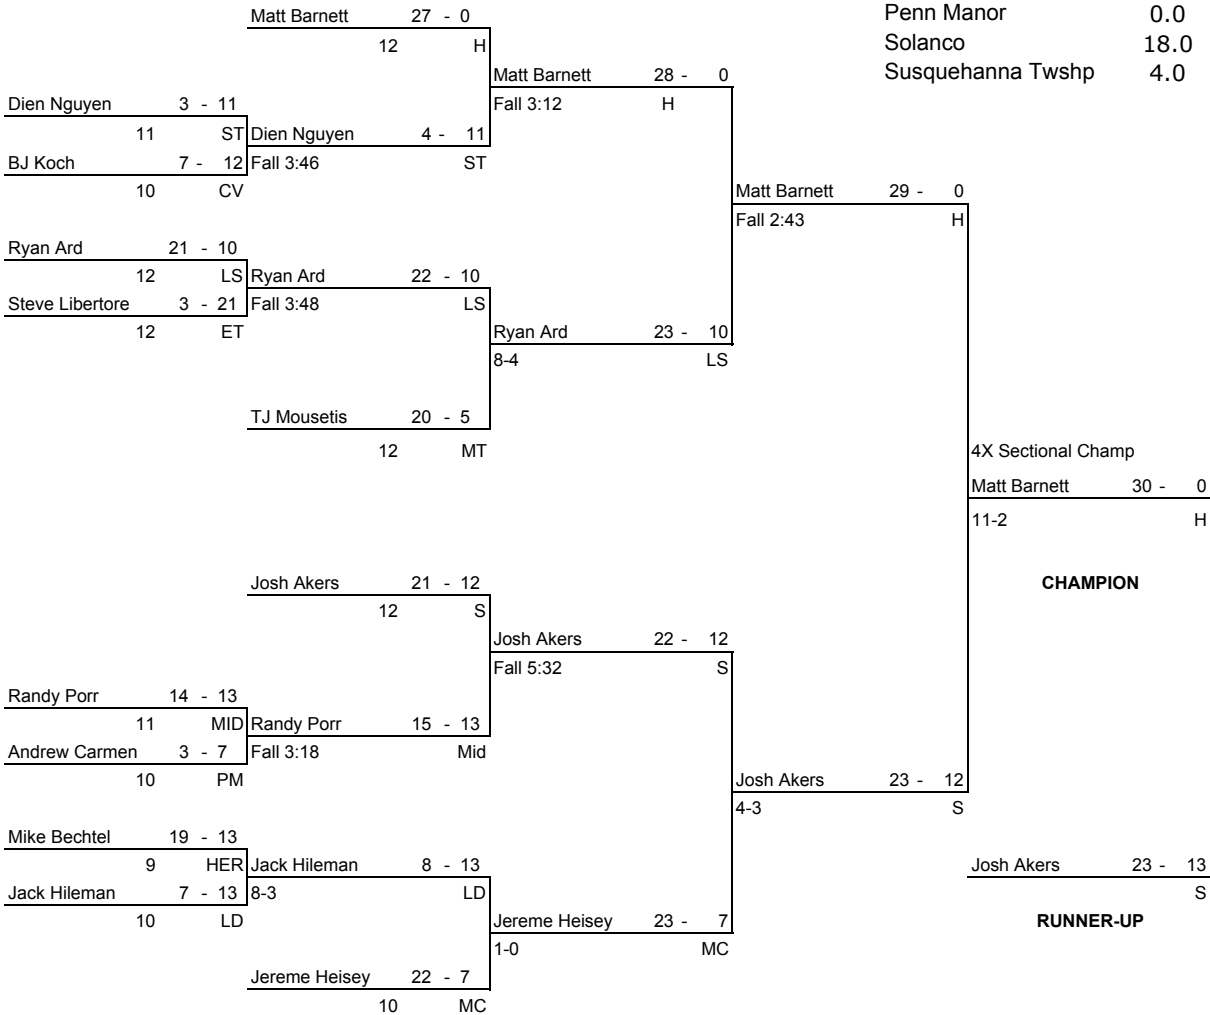 Matt Barnett 27 - 0
12 H
Penn Manor 0.0
Solanco 18.0
Susquehanna Twshp 4.0
Matt Barnett 28 - 0
Fall 3:12 H
Dien Nguyen 3 - 11
11 ST
Dien Nguyen 4 - 11
Fall 3:46 ST
BJ Koch 7 - 12
10 CV
Matt Barnett 29 - 0
Fall 2:43 H
Ryan Ard 21 - 10
12 LS
Ryan Ard 22 - 10
Fall 3:48 LS
Steve Libertore 3 - 21
12 ET
Ryan Ard 23 - 10
8-4 LS
TJ Mousetis 20 - 5
12 MT
4X Sectional Champ
Matt Barnett 30 - 0
11-2 H
CHAMPION
Josh Akers 21 - 12
12 S
Josh Akers 22 - 12
Fall 5:32 S
Randy Porr 14 - 13
11 MID
Randy Porr 15 - 13
Fall 3:18 Mid
Andrew Carmen 3 - 7
10 PM
Josh Akers 23 - 12
4-3 S
Mike Bechtel 19 - 13
9 HER
Jack Hileman 8 - 13
8-3 LD
Jack Hileman 7 - 13
10 LD
Josh Akers 23 - 13
S
RUNNER-UP
Jereme Heisey 23 - 7
1-0 MC
Jereme Heisey 22 - 7
10 MC